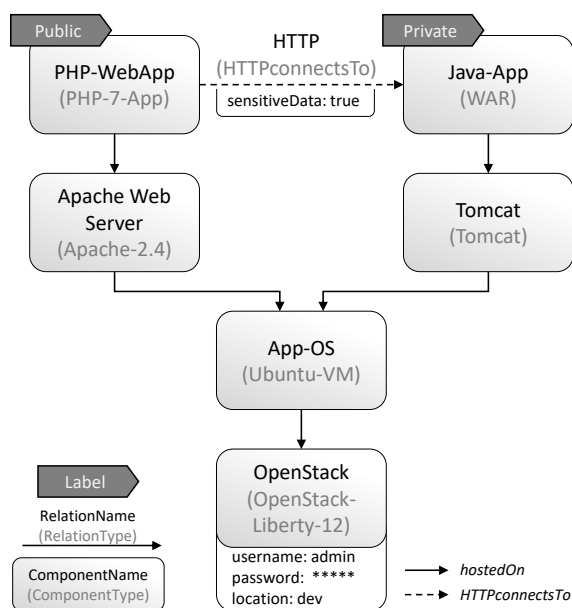 Public
Private
PHP-WebApp
(PHP-7-App)
HTTP
(HTTPconnectsTo)
sensitiveData: true
Java-App
(WAR)
Apache Web
Server
(Apache-2.4)
Tomcat
(Tomcat)
App-OS
(Ubuntu-VM)
OpenStack
(OpenStack-
Liberty-12)
username: admin
password: *****
location: dev
Label
RelationName
(RelationType)
ComponentName
(ComponentType)
hostedOn
HTTPconnectsTo